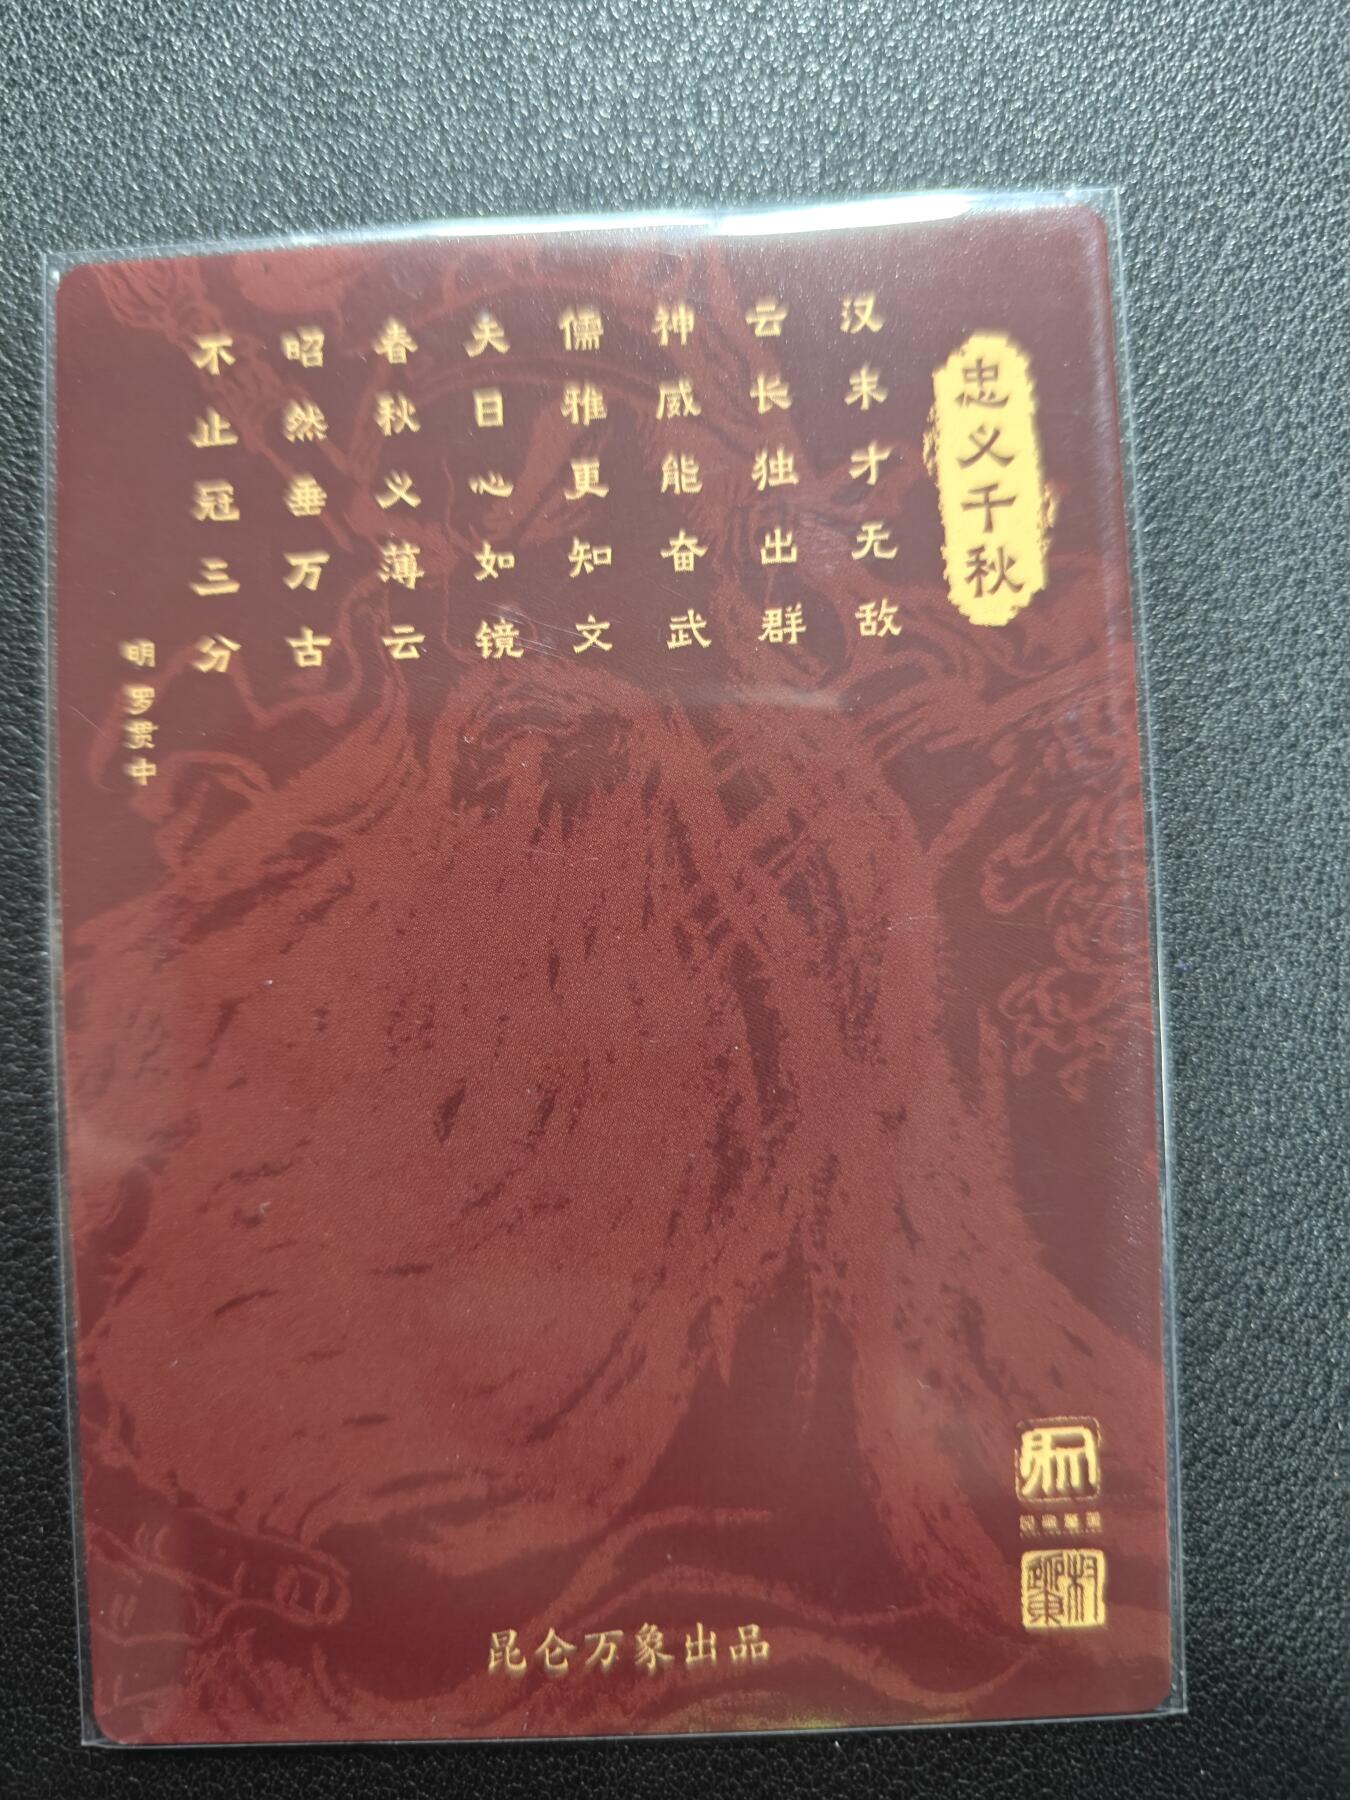 忠义千秋
汉末才无敌
云长独出群
神威能奋武
儒雅更知文
天日心如镜
春秋义薄云
昭然垂万古
不止冠三分
明 罗贯中
昆仑万象出品